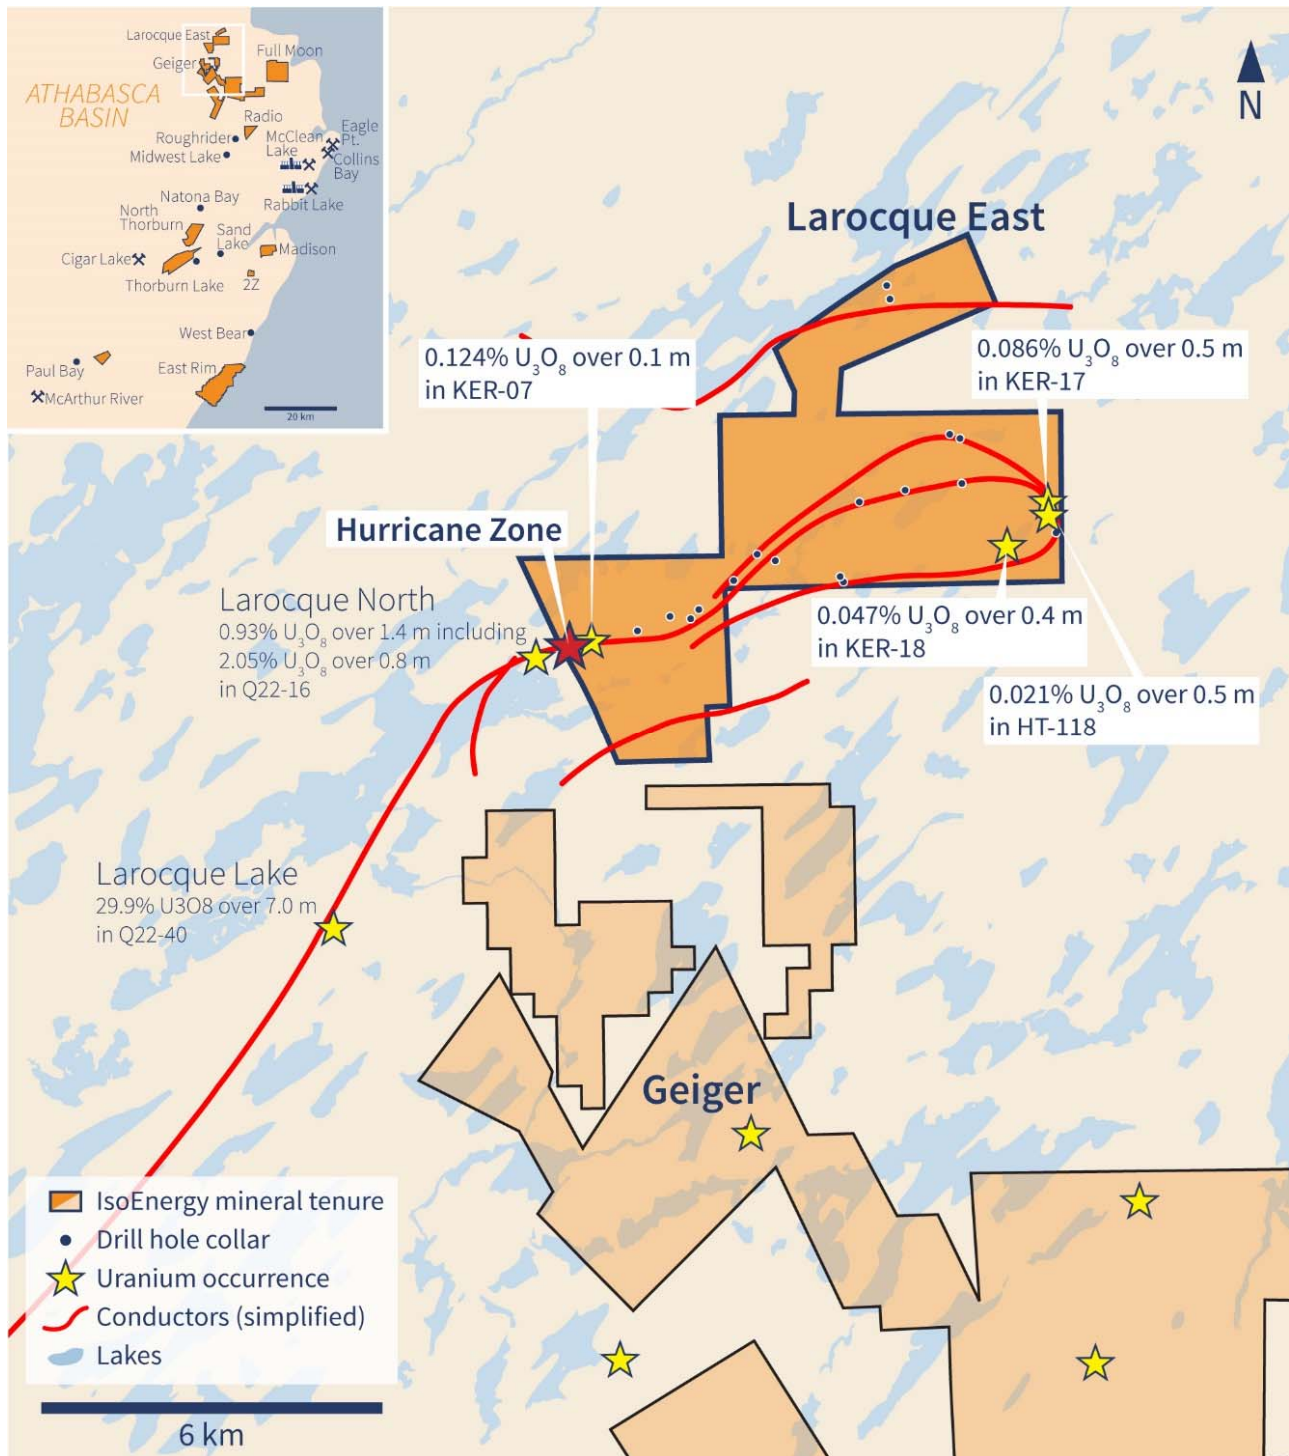 Larocque East
Geiger
Full Moon
ATHABASCA
BASIN
Radio
Roughrider
Midwest Lake
McClean
Lake
Eagle
Pt.
Collins
Bay
Rabbit Lake
Natona Bay
North
Thorburn
Sand
Lake
Madison
Cigar Lake
Thorburn Lake
2Z
West Bear
Paul Bay
East Rim
McArthur River
20 km
N
Larocque East
0.124% U₃O₈ over 0.1 m
in KER-07
0.086% U₃O₈ over 0.5 m
in KER-17
Hurricane Zone
Larocque North
0.93% U₃O₈ over 1.4 m including
2.05% U₃O₈ over 0.8 m
in Q22-16
0.047% U₃O₈ over 0.4 m
in KER-18
0.021% U₃O₈ over 0.5 m
in HT-118
Larocque Lake
29.9% U3O8 over 7.0 m
in Q22-40
Geiger
IsoEnergy mineral tenure
Drill hole collar
Uranium occurrence
Conductors (simplified)
Lakes
6 km